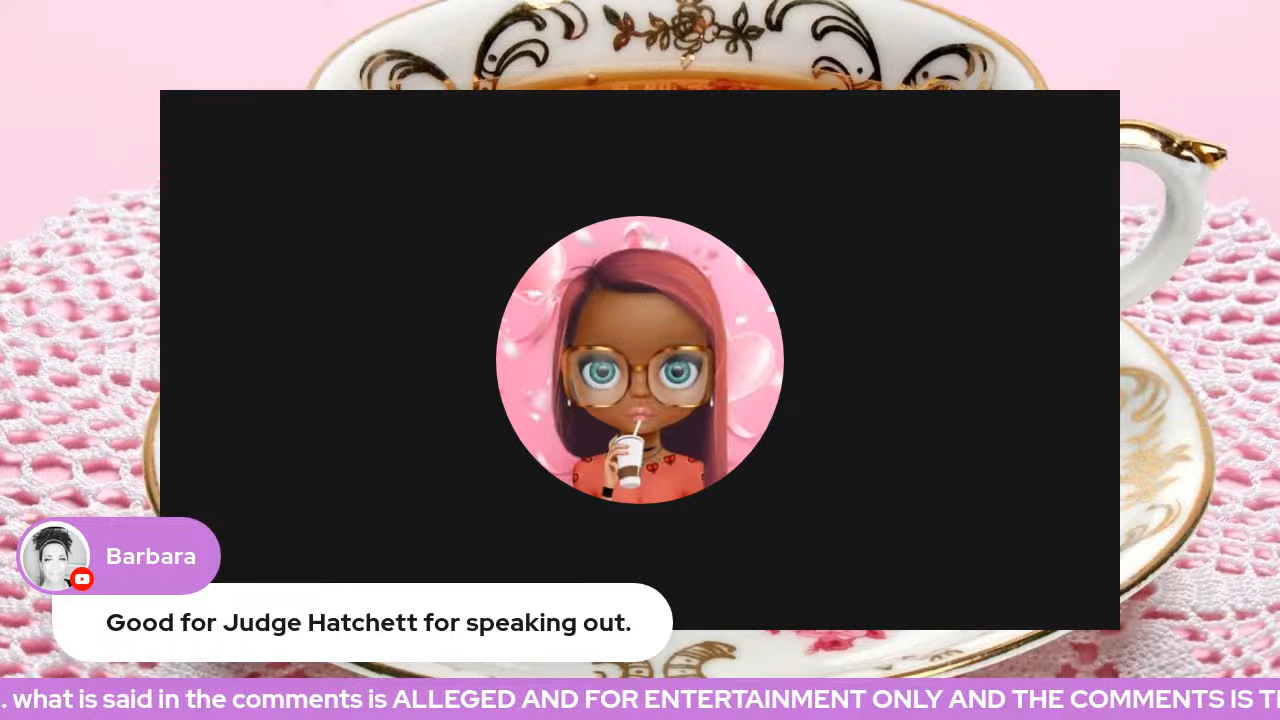 Barbara
Good for Judge Hatchett for speaking out.
. what is said in the comments is ALLEGED AND FOR ENTERTAINMENT ONLY AND THE COMMENTS IS